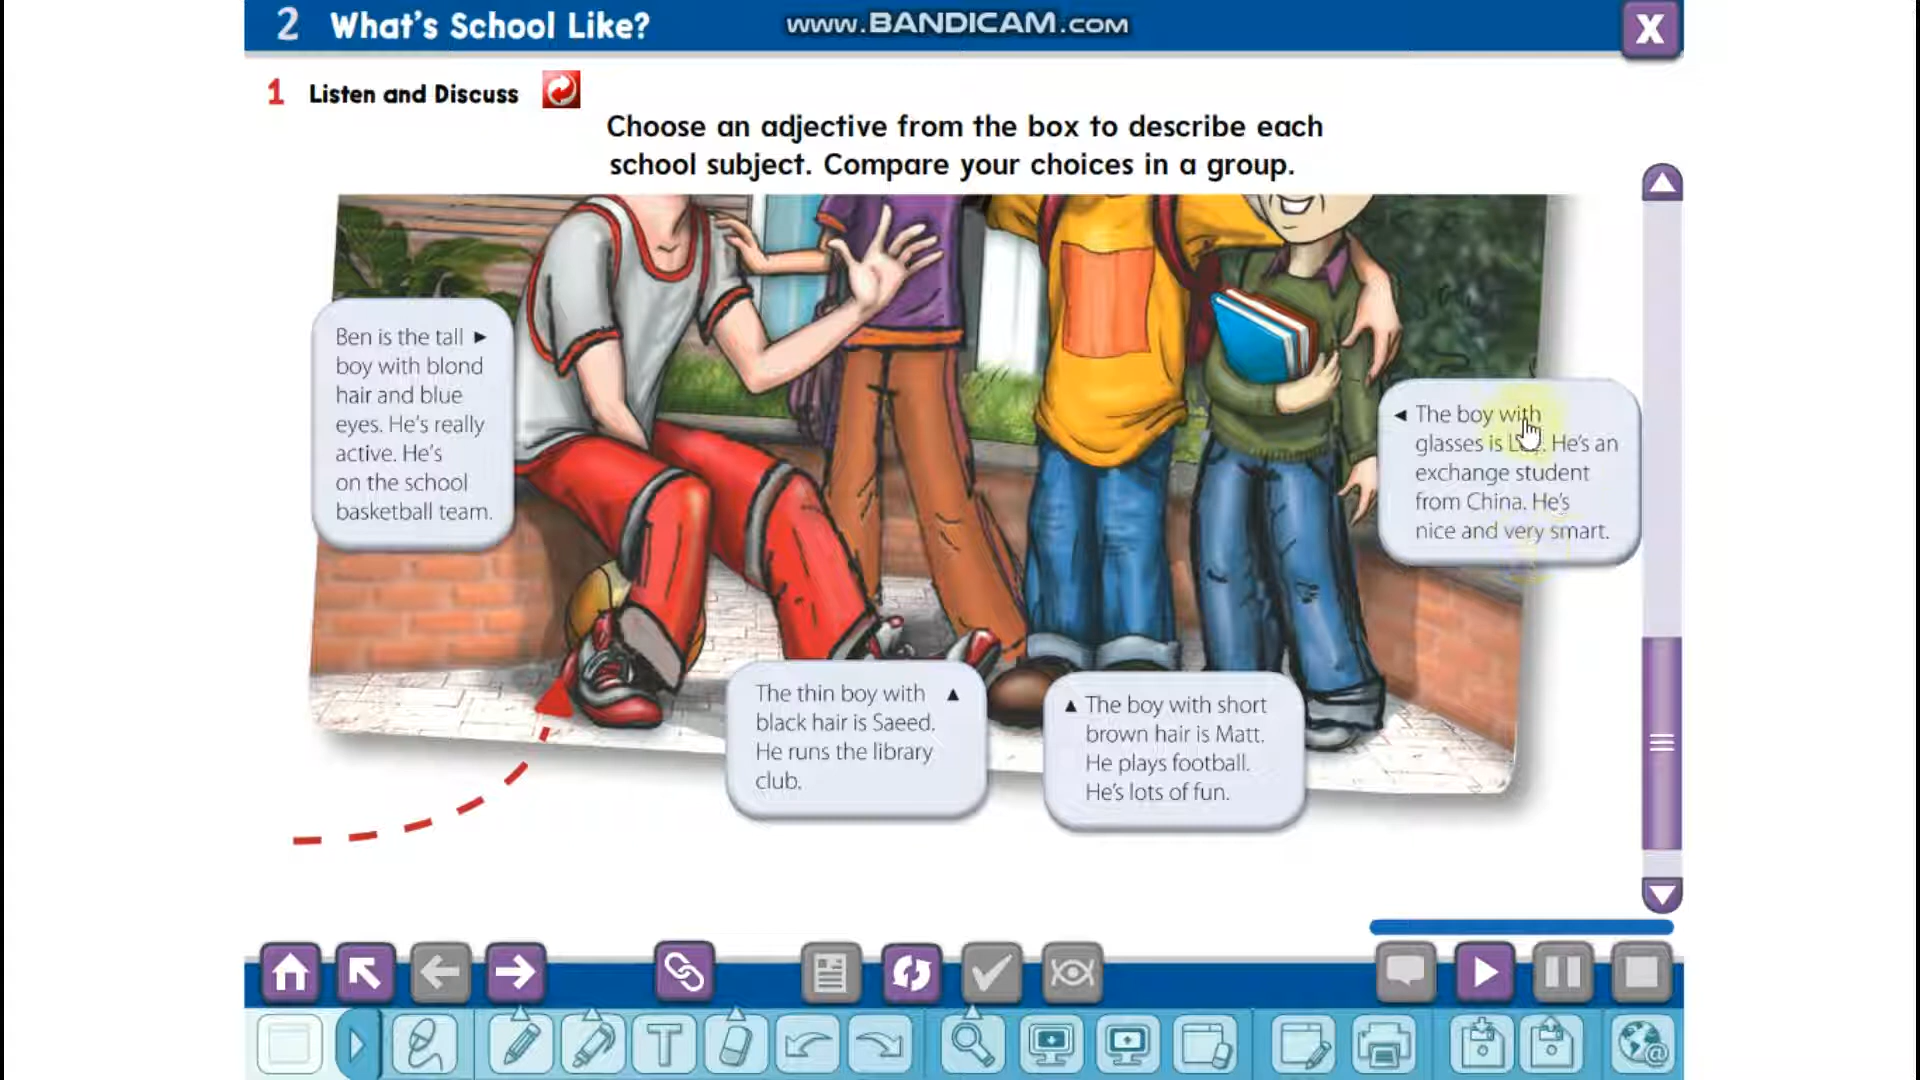 2 What's School Like?
www.BANDICAM.com
X
1 Listen and Discuss
Choose an adjective from the box to describe each
school subject. Compare your choices in a group.
Ben is the tall ►
boy with blond
hair and blue
eyes. He's really
active. He's
on the school
basketball team.
◄ The boy with
glasses is He's an
exchange student
from China. He's
nice and very smart.
The thin boy with ▲
black hair is Saeed.
He runs the library
club.
▲ The boy with short
brown hair is Matt.
He plays football.
He's lots of fun.
T